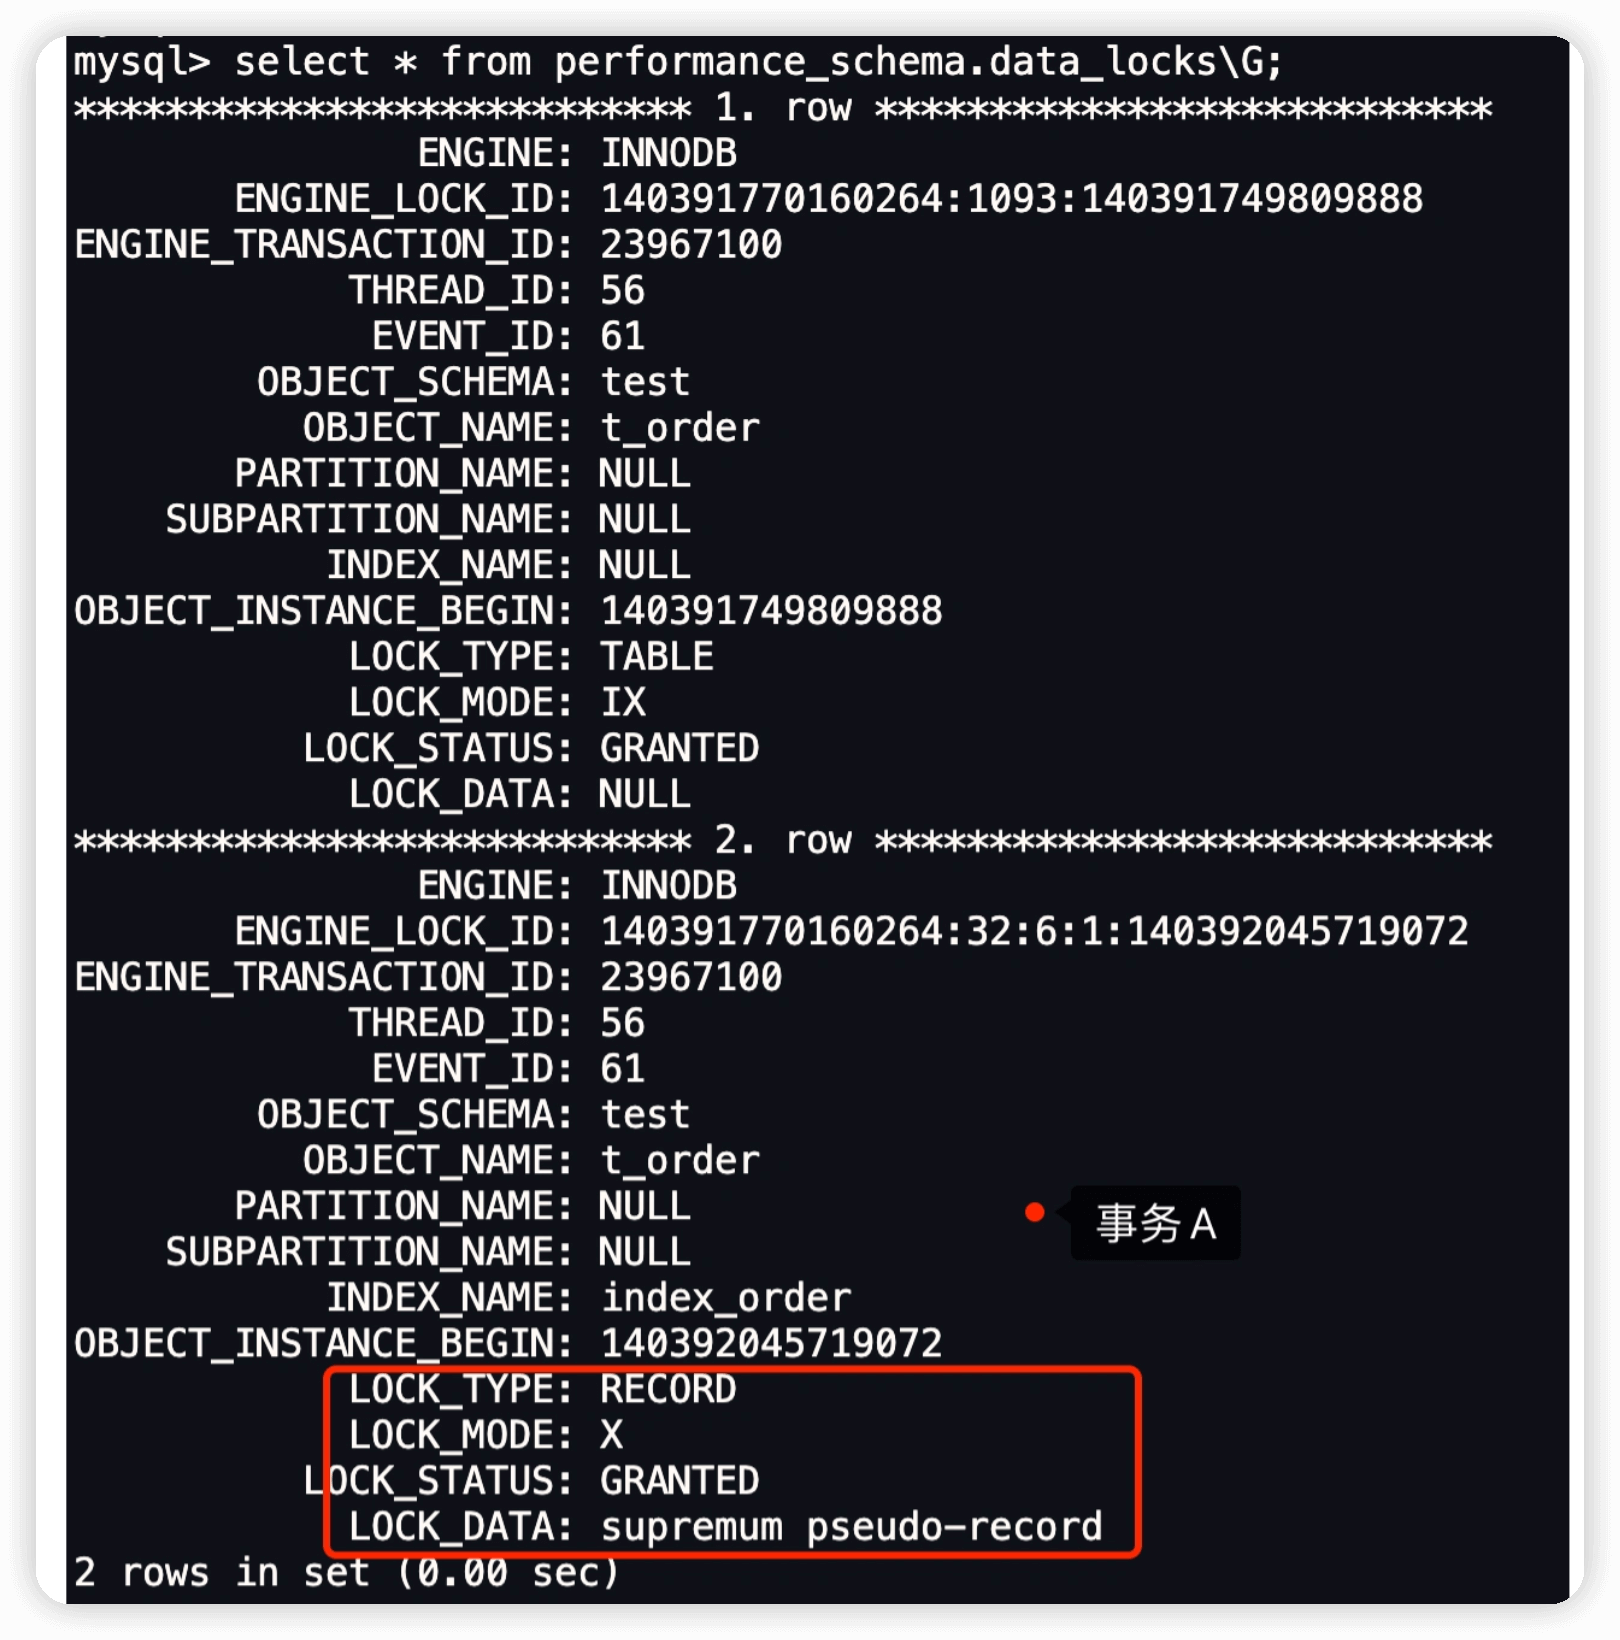 mysql> select * from performance_schema.data_locks\G;
*************************** 1. row ***************************
ENGINE: INNODB
ENGINE_LOCK_ID: 140391770160264:1093:140391749809888
ENGINE_TRANSACTION_ID: 23967100
THREAD_ID: 56
EVENT_ID: 61
OBJECT_SCHEMA: test
OBJECT_NAME: t_order
PARTITION_NAME: NULL
SUBPARTITION_NAME: NULL
INDEX_NAME: NULL
OBJECT_INSTANCE_BEGIN: 140391749809888
LOCK_TYPE: TABLE
LOCK_MODE: IX
LOCK_STATUS: GRANTED
LOCK_DATA: NULL
*************************** 2. row ***************************
ENGINE: INNODB
ENGINE_LOCK_ID: 140391770160264:32:6:1:140392045719072
ENGINE_TRANSACTION_ID: 23967100
THREAD_ID: 56
EVENT_ID: 61
OBJECT_SCHEMA: test
OBJECT_NAME: t_order
PARTITION_NAME: NULL
事务A
SUBPARTITION_NAME: NULL
INDEX_NAME: index_order
OBJECT_INSTANCE_BEGIN: 140392045719072
LOCK_TYPE: RECORD
LOCK_MODE: X
LOCK_STATUS: GRANTED
LOCK_DATA: supremum pseudo-record
2 rows in set (0.00 sec)